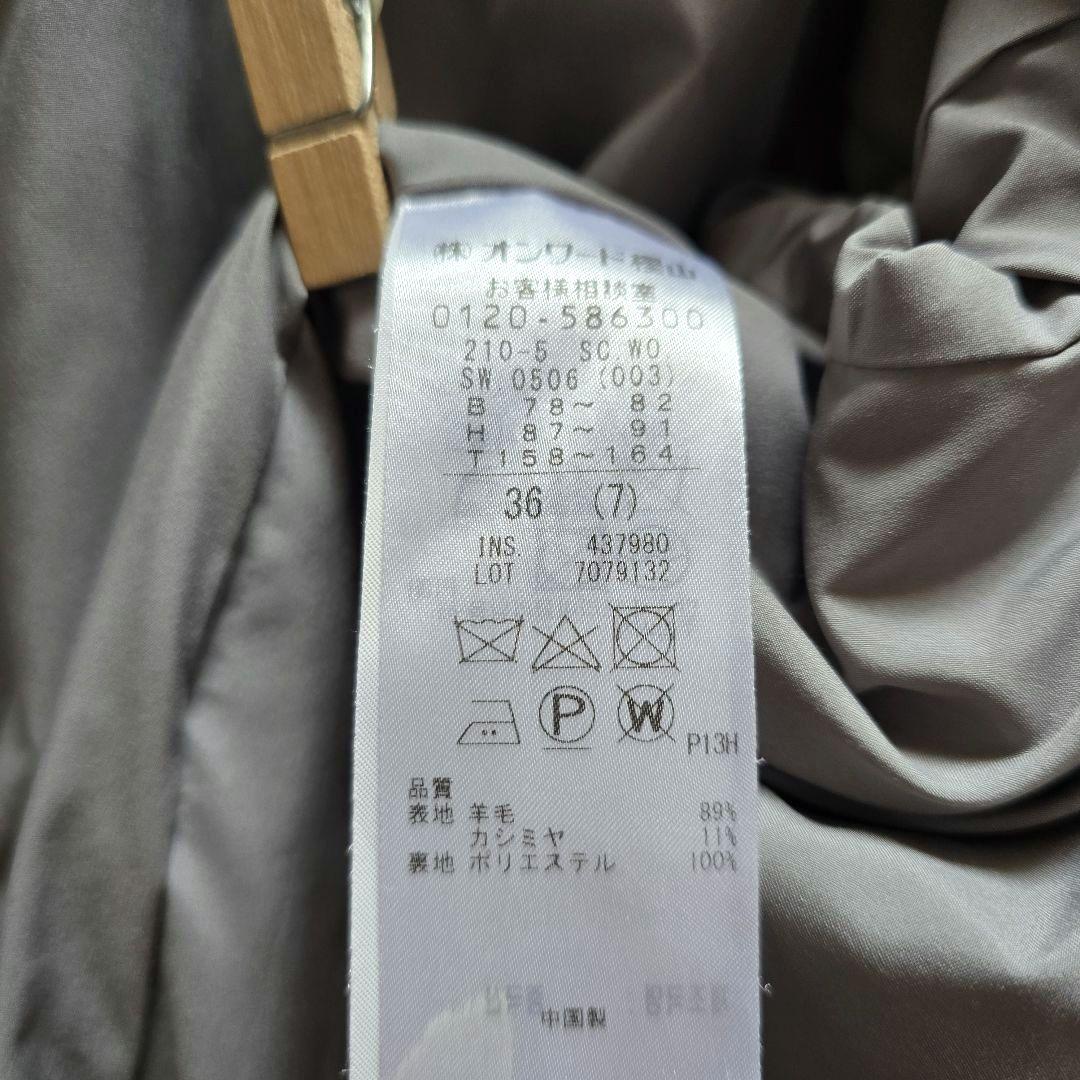 (株)オンワード樫山
お客様相談室
0120-586300
210-5 SC.WO
SW 0506 (003)
B 78～ 82
H 87～ 91
T158～164
36 (7)
INS. 437980
LOT 7079132
P
W
P13H
品質
表地 羊毛 89%
カシミヤ 11%
裏地 ポリエステル 100%
中国製